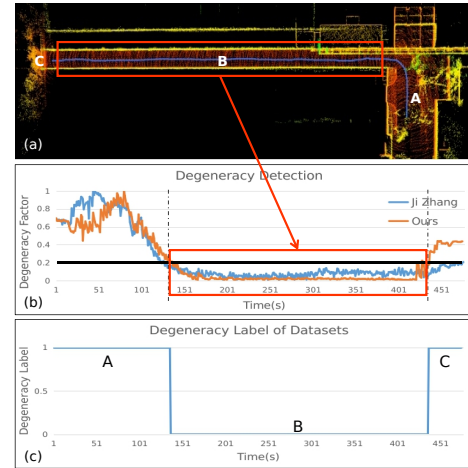 C
B
A
(a)
Degeneracy Detection
Degeneracy Factor
1
0.8
0.6
0.4
0.2
0
Ji Zhang
Ours
1 51 101 151 201 251 301 351 401 451
Time(s)
(b)
Degeneracy Label of Datasets
Degeneracy Label
1
0
A
B
C
1 51 101 151 201 251 301 351 401 451
Time(s)
(c)